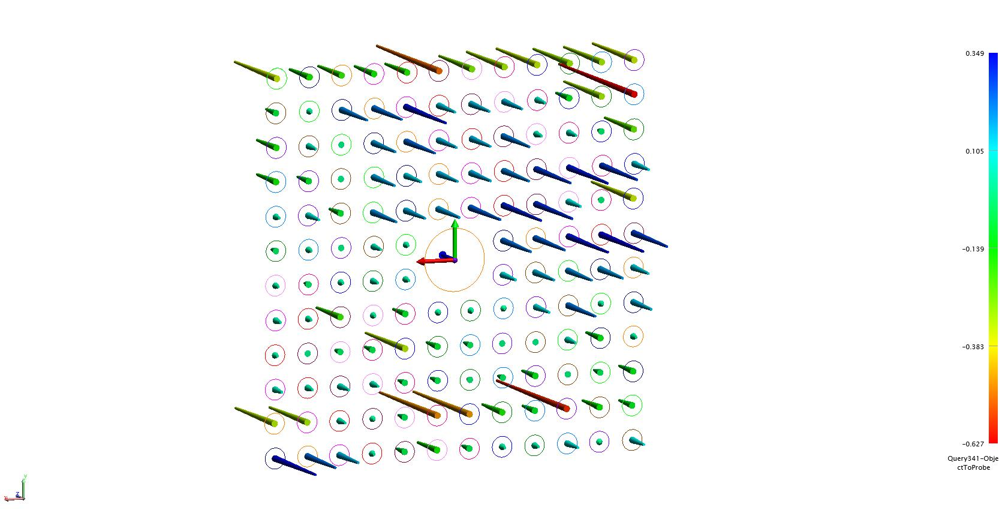 0.349
0.105
-0.139
-0.383
-0.627
Query341-Obje
ctToProbe
y
z
x